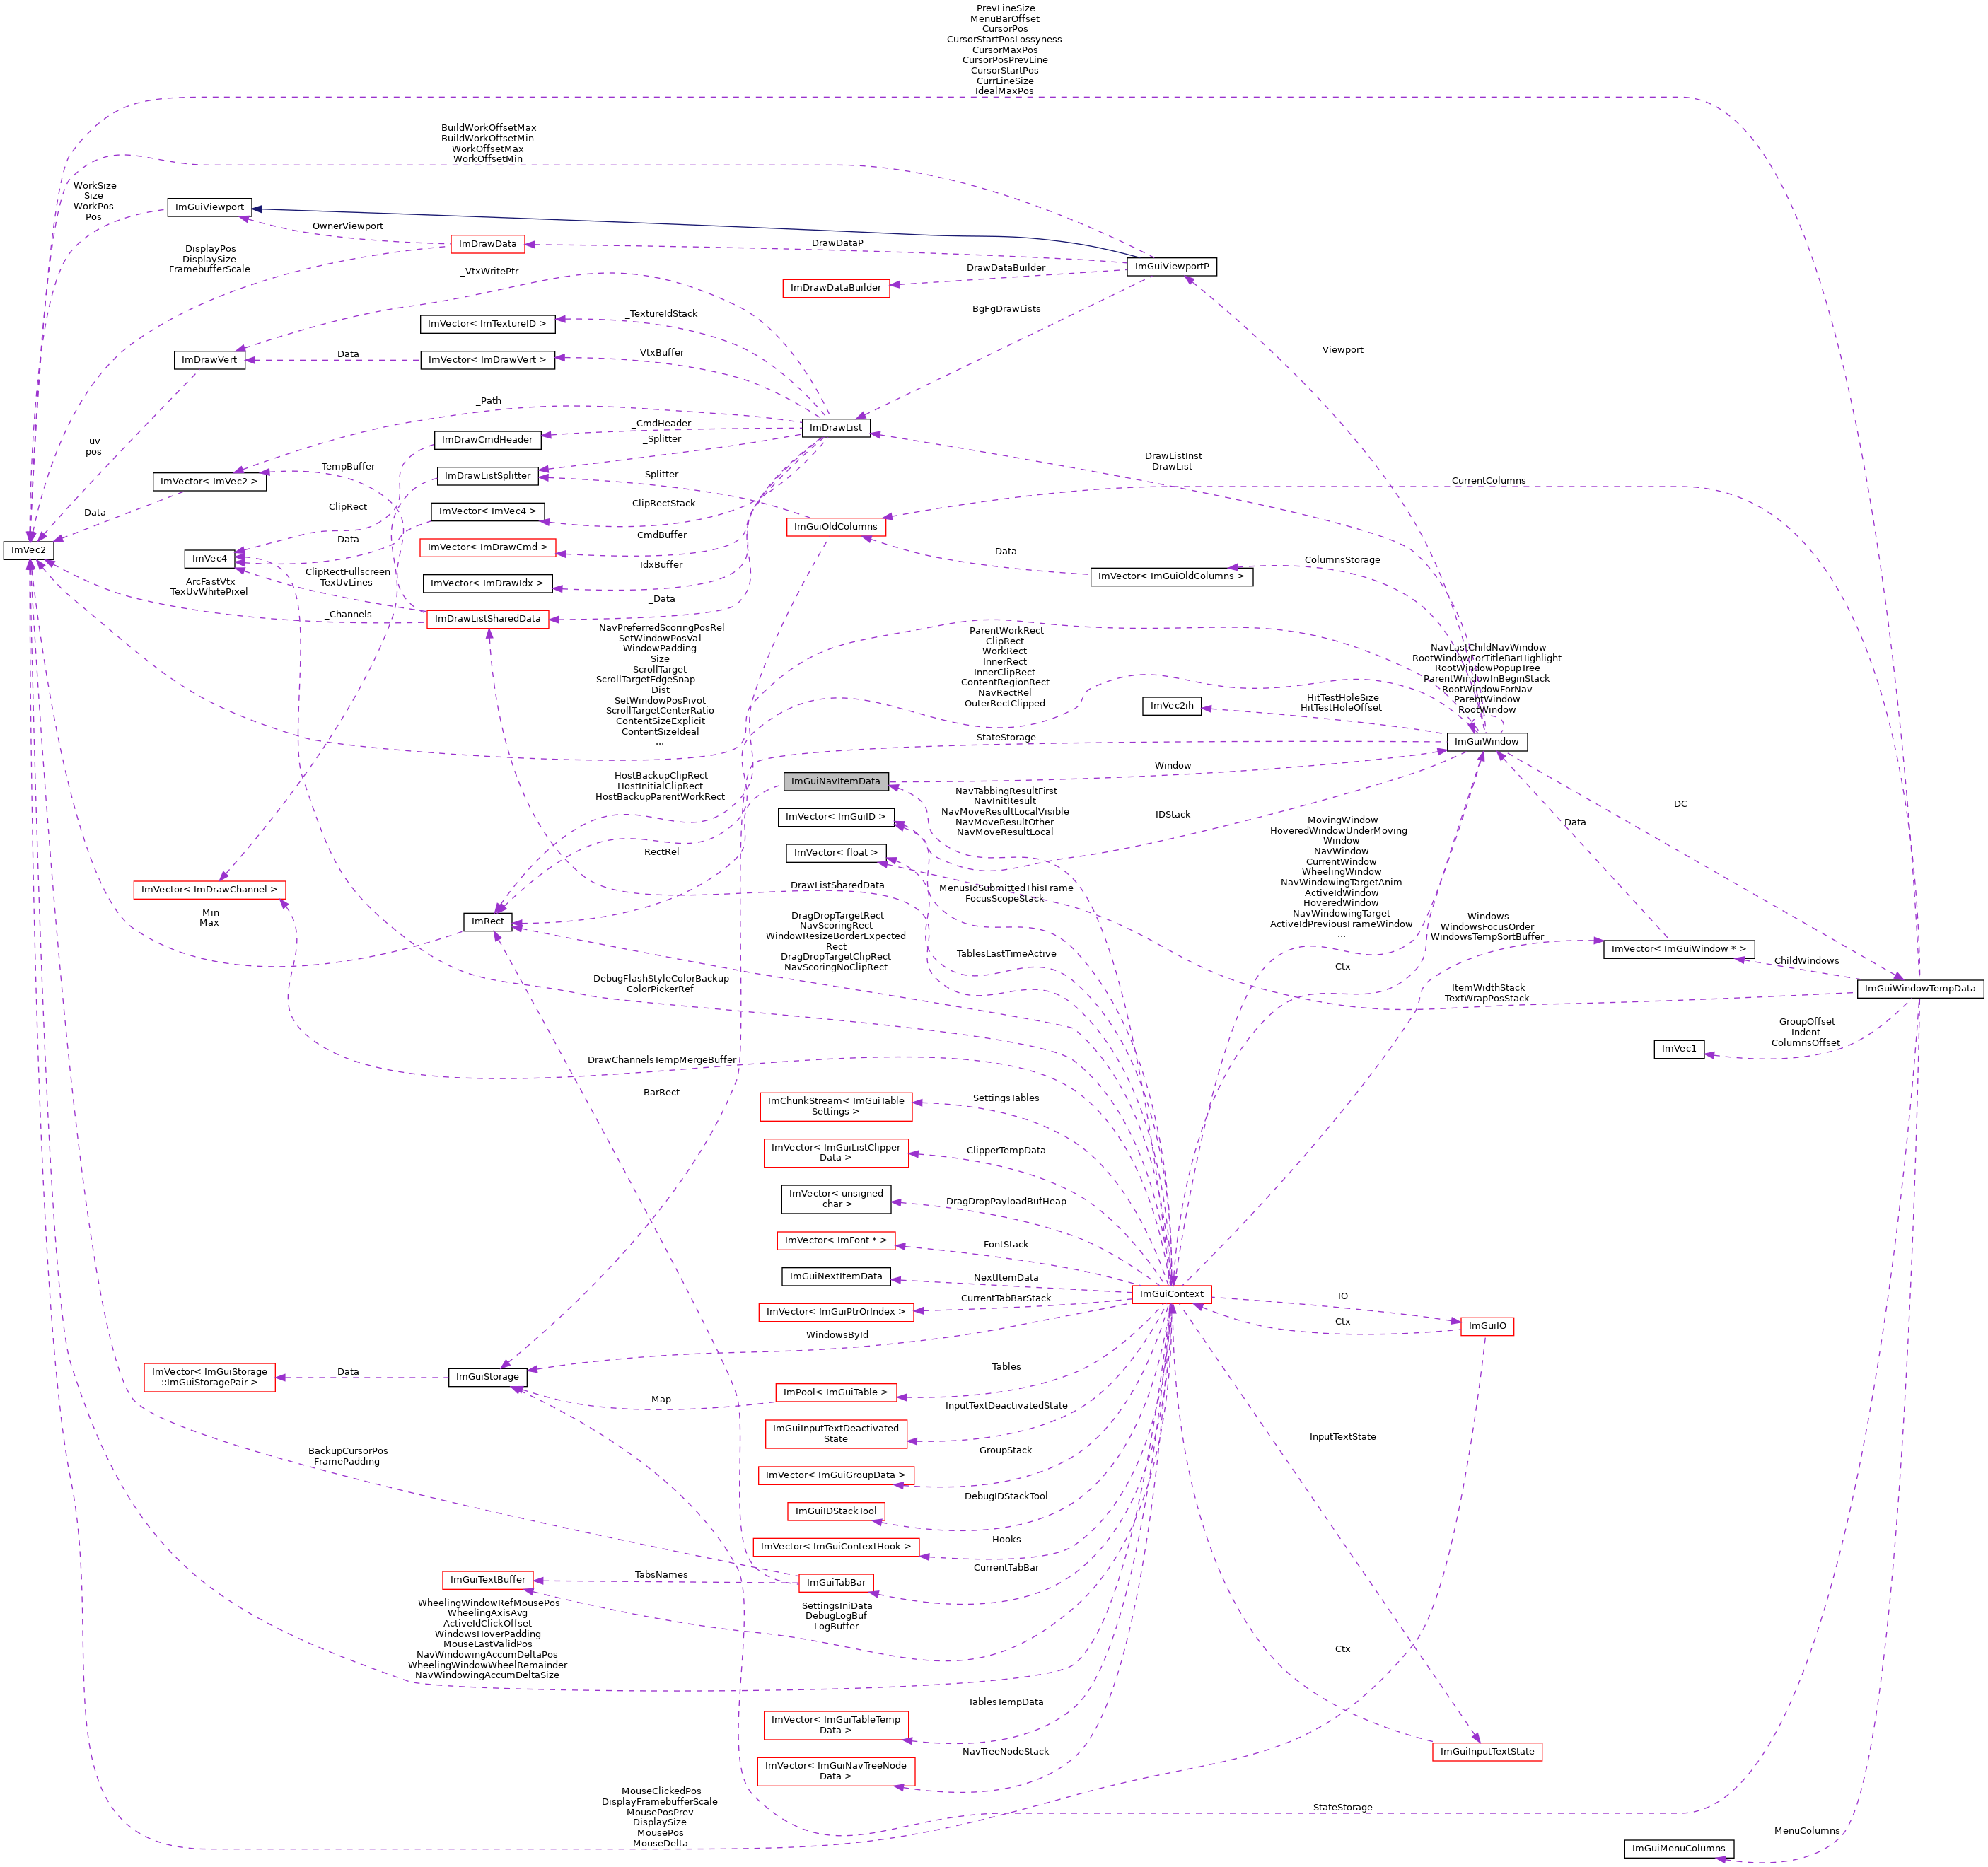 PrevLineSize
MenuBarOffset
CursorPos
CursorStartPosLossyness
CursorMaxPos
CursorPosPrevLine
CursorStartPos
CurrLineSize
IdealMaxPos
BuildWorkOffsetMax
BuildWorkOffsetMin
WorkOffsetMax
WorkOffsetMin
WorkSize
Size
WorkPos
Pos
ImGuiViewport
OwnerViewport
DisplayPos
DisplaySize
FramebufferScale
ImDrawData
DrawDataP
ImGuiViewportP
DrawDataBuilder
ImDrawDataBuilder
_VtxWritePtr
BgFgDrawLists
_TextureIdStack
ImVector< ImTextureID >
VtxBuffer
Viewport
ImDrawVert
Data
ImVector< ImDrawVert >
_Path
_CmdHeader
ImDrawList
ImDrawCmdHeader
_Splitter
uv
pos
TempBuffer
DrawListInst
DrawList
ImVector< ImVec2 >
ImDrawListSplitter
Splitter
CurrentColumns
ClipRect
_ClipRectStack
ImVector< ImVec4 >
Data
ImGuiOldColumns
CmdBuffer
Data
ImVector< ImDrawCmd >
ImVec2
ImVec4
Data
ColumnsStorage
IdxBuffer
ImVector< ImGuiOldColumns >
ClipRectFullscreen
TexUvLines
ArcFastVtx
TexUvWhitePixel
ImVector< ImDrawIdx >
_Data
_Channels
ImDrawListSharedData
NavPreferredScoringPosRel
SetWindowPosVal
WindowPadding
Size
ScrollTarget
ScrollTargetEdgeSnap
Dist
SetWindowPosPivot
ScrollTargetCenterRatio
ContentSizeExplicit
ContentSizeIdeal
...
ParentWorkRect
ClipRect
WorkRect
InnerRect
InnerClipRect
ContentRegionRect
NavRectRel
OuterRectClipped
NavLastChildNavWindow
RootWindowForTitleBarHighlight
RootWindowPopupTree
ParentWindowInBeginStack
RootWindowForNav
ParentWindow
RootWindow
ImVec2ih
HitTestHoleSize
HitTestHoleOffset
StateStorage
ImGuiWindow
Window
HostBackupClipRect
HostInitialClipRect
HostBackupParentWorkRect
ImGuiNavItemData
NavTabbingResultFirst
NavInitResult
NavMoveResultLocalVisible
NavMoveResultOther
NavMoveResultLocal
DC
IDStack
ImVector< ImGuiID >
MovingWindow
HoveredWindowUnderMoving
Window
NavWindow
CurrentWindow
WheelingWindow
NavWindowingTargetAnim
ActiveIdWindow
HoveredWindow
NavWindowingTarget
ActiveIdPreviousFrameWindow
...
Data
RectRel
ImVector< float >
DrawListSharedData
MenusIdSubmittedThisFrame
FocusScopeStack
ImVector< ImDrawChannel >
Min
Max
ImRect
DragDropTargetRect
NavScoringRect
WindowResizeBorderExpected
Rect
DragDropTargetClipRect
NavScoringNoClipRect
Windows
WindowsFocusOrder
WindowsTempSortBuffer
ImVector< ImGuiWindow * >
TablesLastTimeActive
Ctx
ChildWindows
DebugFlashStyleColorBackup
ColorPickerRef
ItemWidthStack
TextWrapPosStack
ImGuiWindowTempData
GroupOffset
Indent
ColumnsOffset
ImVec1
DrawChannelsTempMergeBuffer
BarRect
ImChunkStream< ImGuiTable
Settings >
SettingsTables
ImVector< ImGuiListClipper
Data >
ClipperTempData
ImVector< unsigned
char >
DragDropPayloadBufHeap
ImVector< ImFont * >
FontStack
ImGuiNextItemData
NextItemData
ImGuiContext
CurrentTabBarStack
ImVector< ImGuiPtrOrIndex >
IO
Ctx
ImGuiIO
WindowsById
ImVector< ImGuiStorage
::ImGuiStoragePair >
Data
ImGuiStorage
Tables
ImPool< ImGuiTable >
Map
InputTextDeactivatedState
ImGuiInputTextDeactivated
State
InputTextState
BackupCursorPos
FramePadding
GroupStack
ImVector< ImGuiGroupData >
DebugIDStackTool
ImGuiIDStackTool
Hooks
ImVector< ImGuiContextHook >
CurrentTabBar
ImGuiTextBuffer
TabsNames
ImGuiTabBar
WheelingWindowRefMousePos
WheelingAxisAvg
ActiveIdClickOffset
WindowsHoverPadding
MouseLastValidPos
NavWindowingAccumDeltaPos
WheelingWindowWheelRemainder
NavWindowingAccumDeltaSize
SettingsIniData
DebugLogBuf
LogBuffer
Ctx
TablesTempData
ImVector< ImGuiTableTemp
Data >
NavTreeNodeStack
ImVector< ImGuiNavTreeNode
Data >
ImGuiInputTextState
MouseClickedPos
DisplayFramebufferScale
MousePosPrev
DisplaySize
MousePos
MouseDelta
StateStorage
MenuColumns
ImGuiMenuColumns